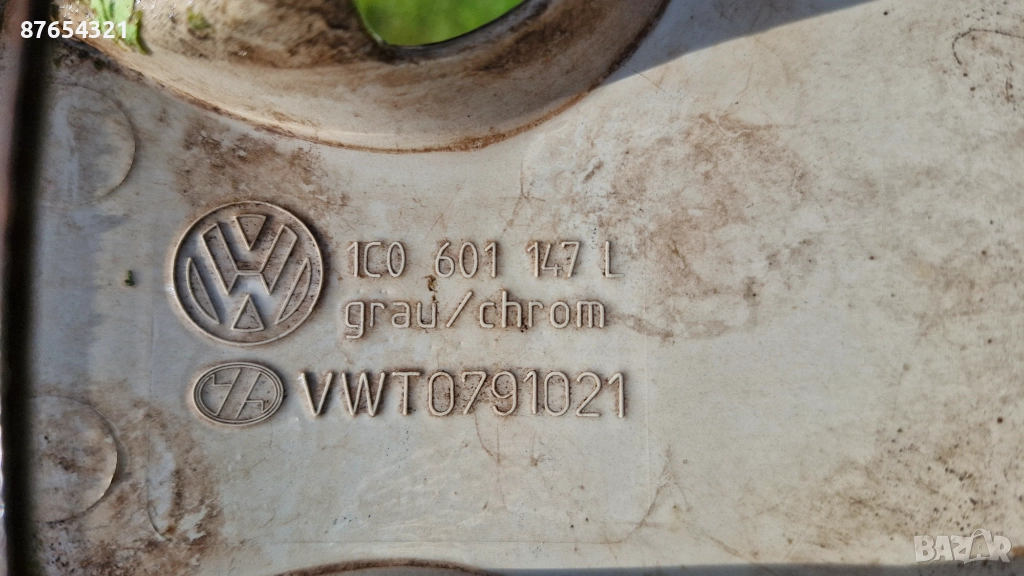 87654321
1C0 601 147 L
grau/chrom
VWT0791021
BAZAR